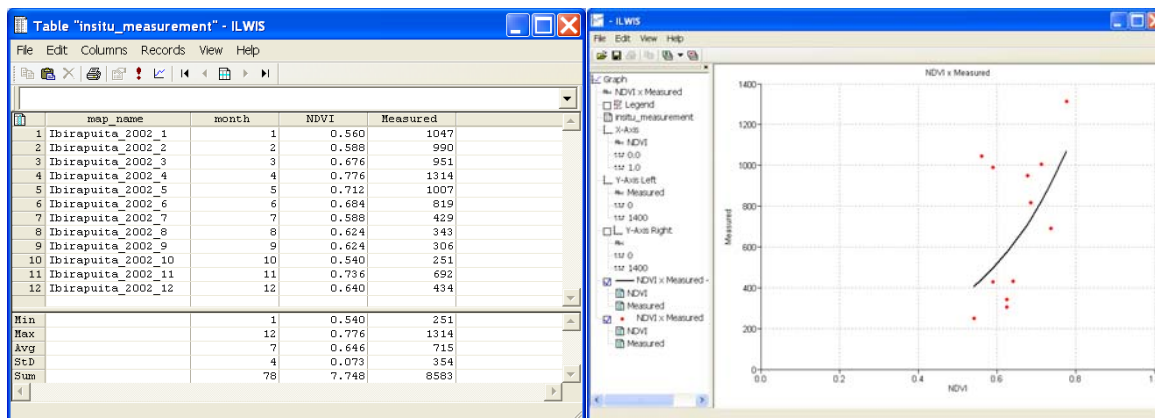 Table "insitu_measurement" - ILWIS
File Edit Columns Records View Help
map_name month NDVI Measured
1 Ibirapuita_2002_1 1 0.560 1047
2 Ibirapuita_2002_2 2 0.588 990
3 Ibirapuita_2002_3 3 0.676 951
4 Ibirapuita_2002_4 4 0.776 1314
5 Ibirapuita_2002_5 5 0.712 1007
6 Ibirapuita_2002_6 6 0.684 819
7 Ibirapuita_2002_7 7 0.588 429
8 Ibirapuita_2002_8 8 0.624 343
9 Ibirapuita_2002_9 9 0.624 306
10 Ibirapuita_2002_10 10 0.540 251
11 Ibirapuita_2002_11 11 0.736 692
12 Ibirapuita_2002_12 12 0.640 434
Min 1 0.540 251
Max 12 0.776 1314
Avg 7 0.646 715
StD 4 0.073 354
Sum 78 7.748 8583
- ILWIS
File Edit View Help
Graph
NDVI x Measured
Legend
insitu_measurement
X-Axis
NDVI
0.0
1.0
Y-Axis Left
Measured
0
1400
Y-Axis Right
0
1400
NDVI x Measured -
NDVI
Measured
NDVI x Measured
NDVI
Measured
NDVI x Measured
1400
1200
1000
800
600
400
200
0
Measured
0.0 0.2 0.4 0.6 0.8
NDVI